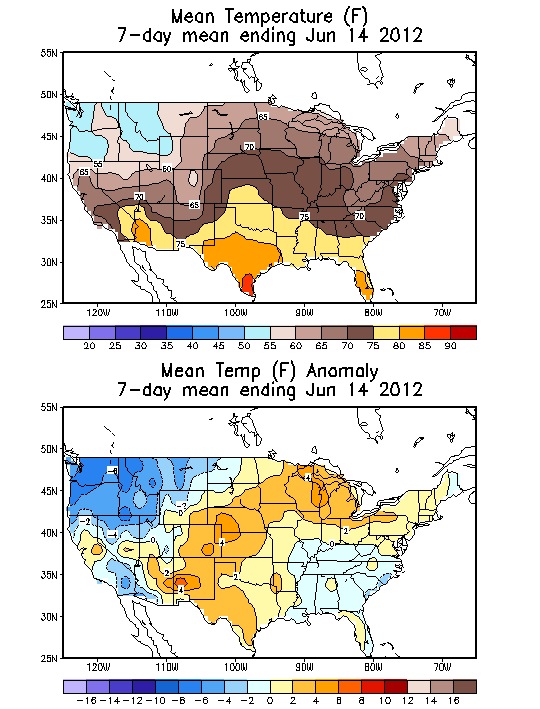 Mean Temperature (F)
7-day mean ending Jun 14 2012
55N
50N
45N
40N
35N
30N
25N
65
70
55
60
65
65
70
75
75
70
120W 110W 100W 90W 80W 70W
20 25 30 35 40 45 50 55 60 65 70 75 80 85 90
Mean Temp (F) Anomaly
7-day mean ending Jun 14 2012
55N
50N
45N
40N
35N
30N
25N
-6
4
-2
-2
-4
2
0
0
4
2
4
120W 110W 100W 90W 80W 70W
-16 -14 -12 -10 -8 -6 -4 -2 0 2 4 6 8 10 12 14 16